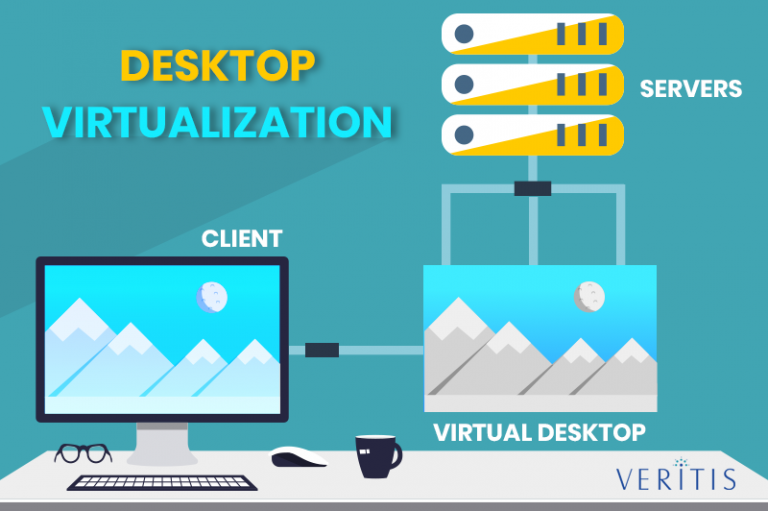 DESKTOP
VIRTUALIZATION
SERVERS
CLIENT
VIRTUAL DESKTOP
VERITIS